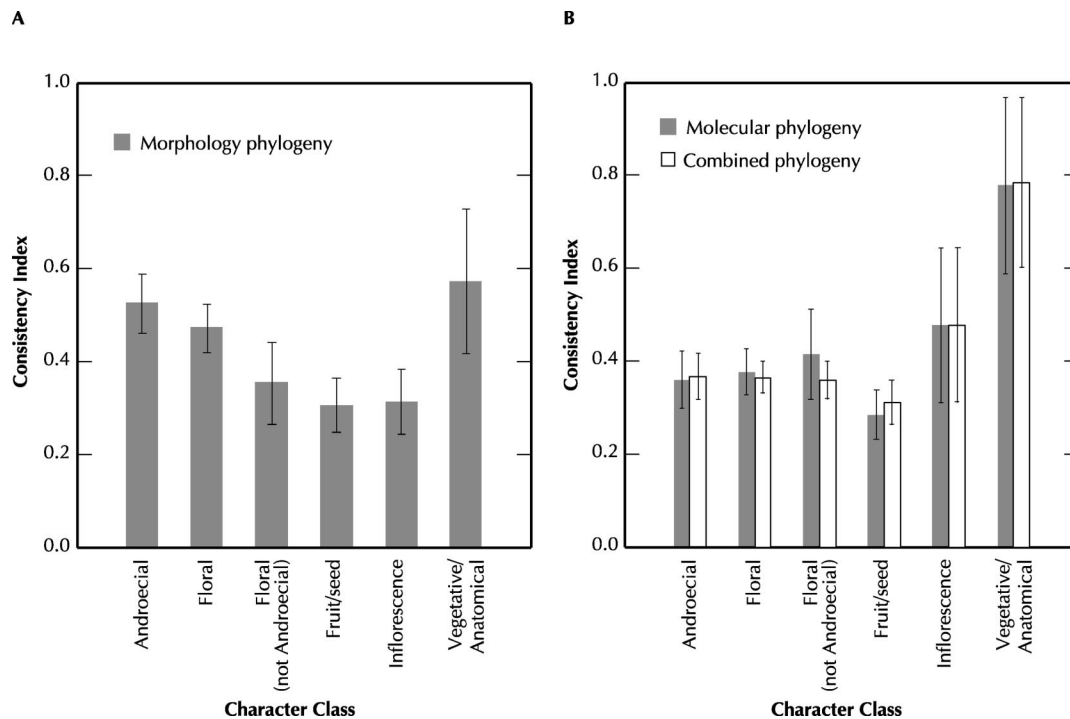 A
Consistency Index
1.0
0.8
0.6
0.4
0.2
0.0
Morphology phylogeny
Androecial
Floral
Floral
(not Androecial)
Fruit/seed
Inflorescence
Vegetative/
Anatomical
Character Class
B
Consistency Index
1.0
0.8
0.6
0.4
0.2
0.0
Molecular phylogeny
Combined phylogeny
Androecial
Floral
Floral
(not Androecial)
Fruit/seed
Inflorescence
Vegetative/
Anatomical
Character Class